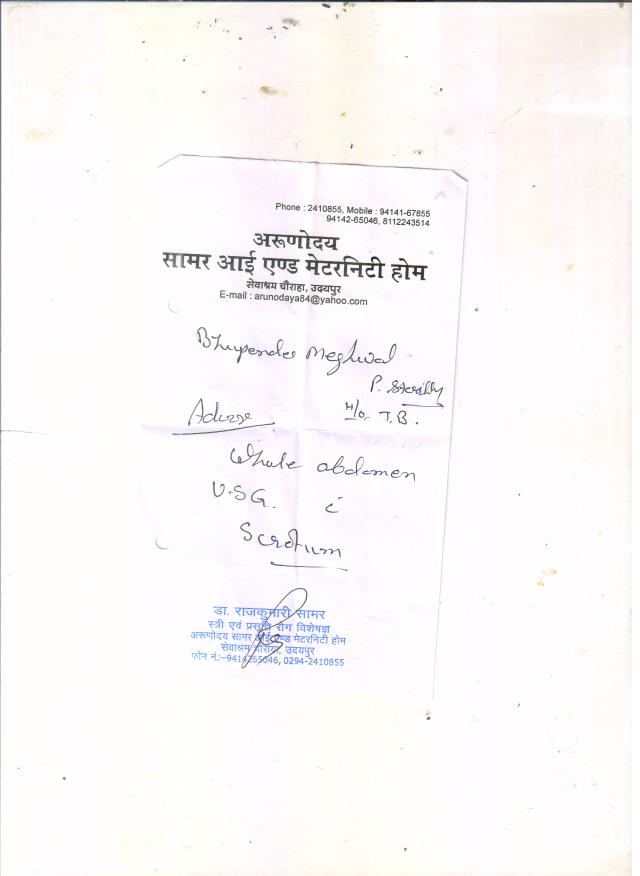 Phone : 2410855, Mobile : 94141-67855
94142-65046, 8112243514
अरूणोदय
सामर आई एण्ड मेटरनिटी होम
सेवाश्रम चौराहा, उदयपुर
E-mail : arunodaya84@yahoo.com
Bhupender Meghwal
P. Sterility
H/o T.B.
Advise
Whole abdomen
U.S.G. c̄
Scrotum
डा. राजकुमारी सामर
स्त्री एवं प्रसूति रोग विशेषज्ञ
अरूणोदय सामर आई एण्ड मेटरनिटी होम
सेवाश्रम चौराया, उदयपुर
फोन नं.:-9414265046, 0294-2410855